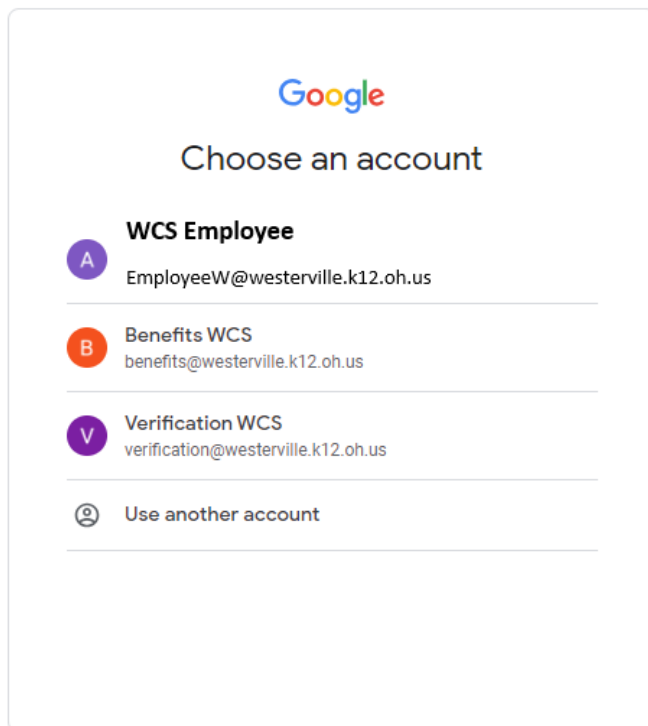 Google
Choose an account
A
WCS Employee
EmployeeW@westerville.k12.oh.us
B
Benefits WCS
benefits@westerville.k12.oh.us
V
Verification WCS
verification@westerville.k12.oh.us
Use another account